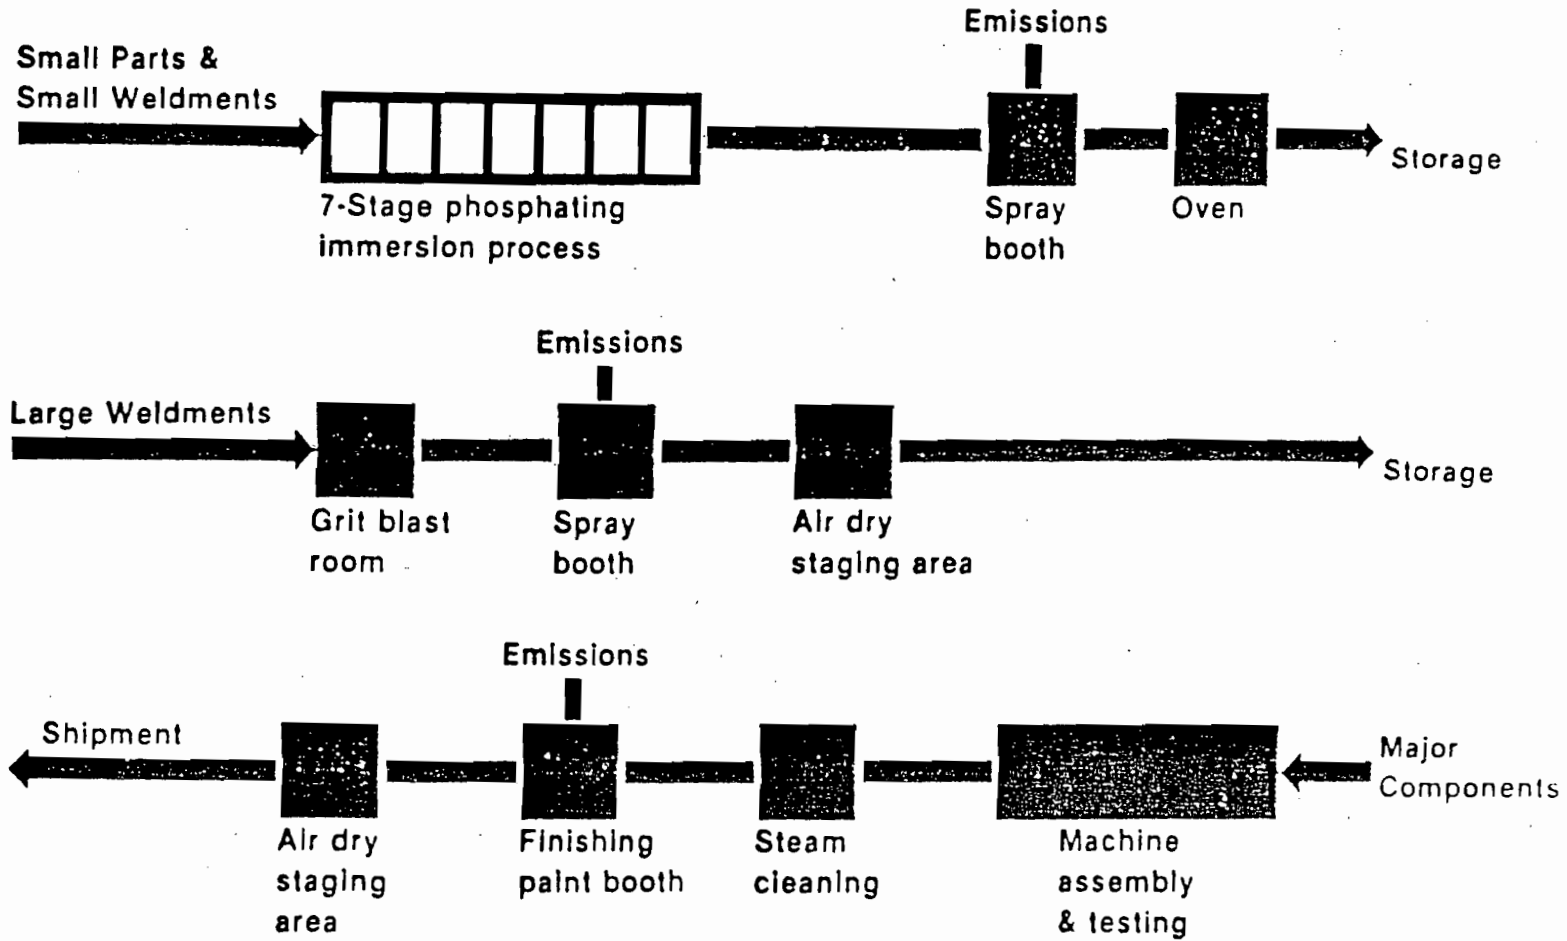 Emissions
Small Parts &
Small Weldments
Storage
7-Stage phosphating
immersion process
Spray
booth
Oven
Emissions
Large Weldments
Storage
Grit blast
room
Spray
booth
Air dry
staging area
Emissions
Shipment
Major
Components
Air dry
staging
area
Finishing
paint booth
Steam
cleaning
Machine
assembly
& testing